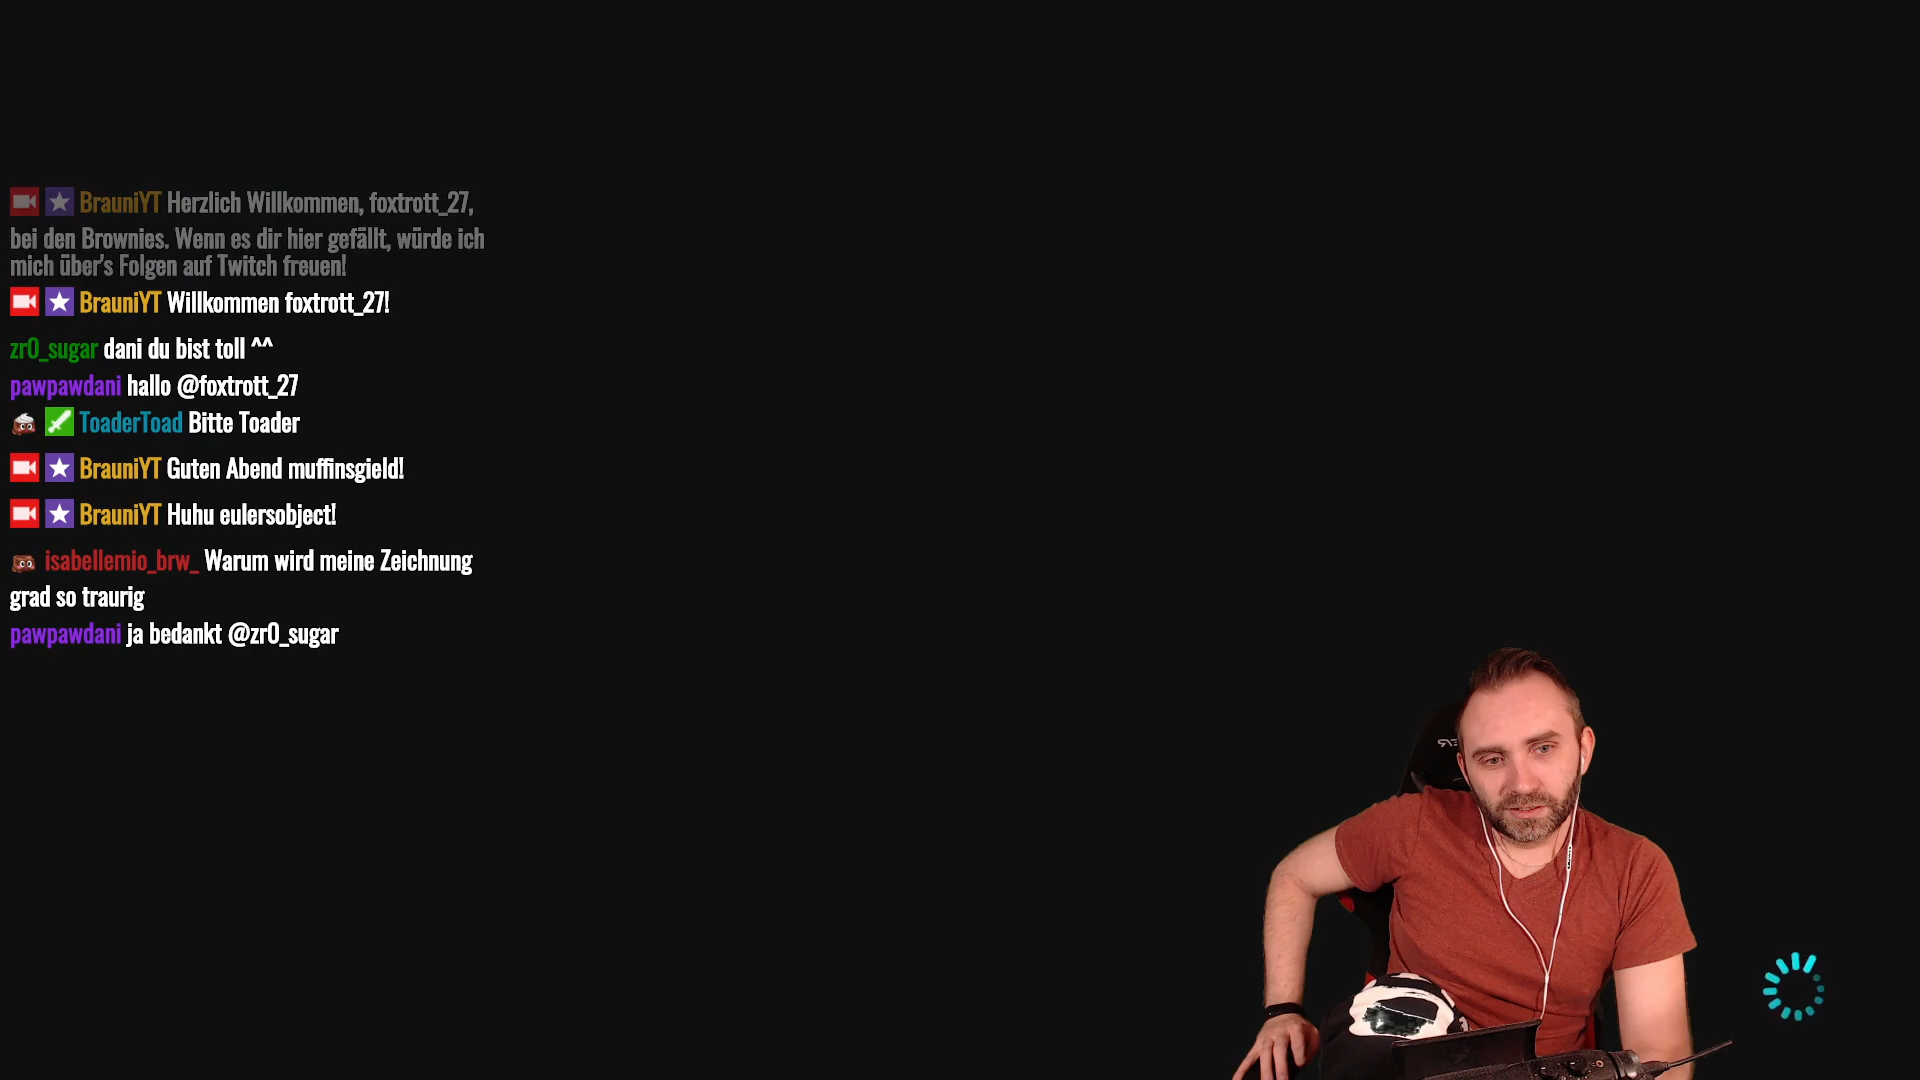 BrauniYT Herzlich Willkommen, foxtrott_27,
bei den Brownies. Wenn es dir hier gefällt, würde ich
mich über's Folgen auf Twitch freuen!
BrauniYT Willkommen foxtrott_27!
zr0_sugar dani du bist toll ^^
pawpawdani hallo @foxtrott_27
ToaderToad Bitte Toader
BrauniYT Guten Abend muffinsgield!
BrauniYT Huhu eulersobject!
isabellemio_brw_ Warum wird meine Zeichnung
grad so traurig
pawpawdani ja bedankt @zr0_sugar